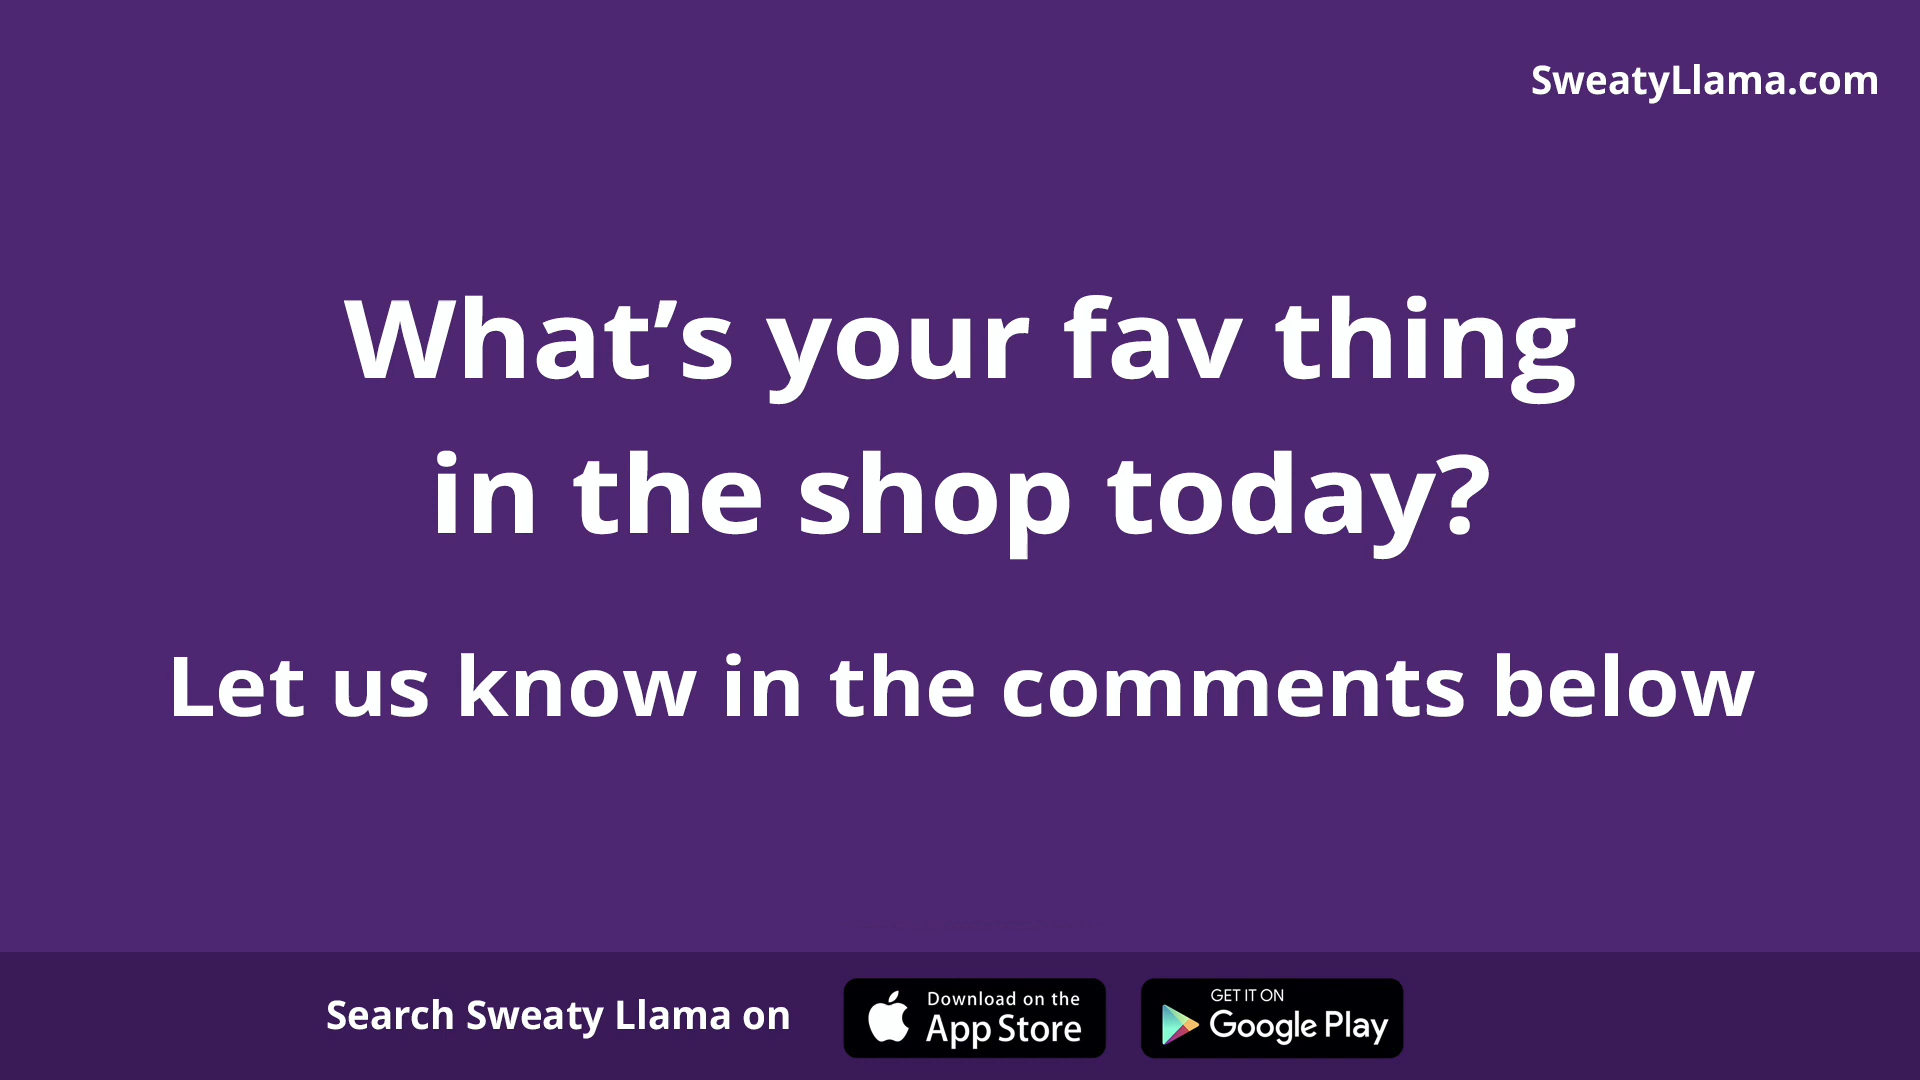 SweatyLlama.com
What’s your fav thing
in the shop today?
Let us know in the comments below
Search Sweaty Llama on
Download on the
App Store
GET IT ON
Google Play